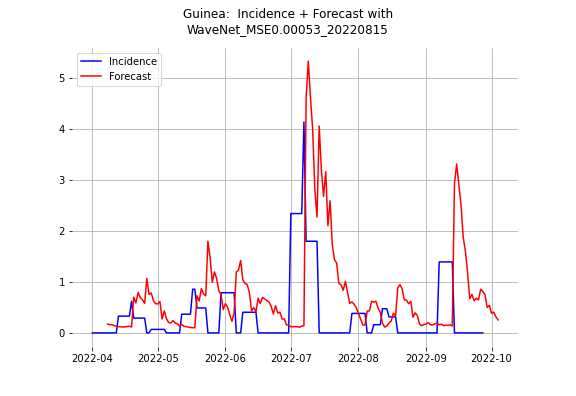 Guinea:  Incidence + Forecast with
WaveNet_MSE0.00053_20220815
Incidence
Forecast
5
4
3
2
1
0
2022-04 2022-05 2022-06 2022-07 2022-08 2022-09 2022-10